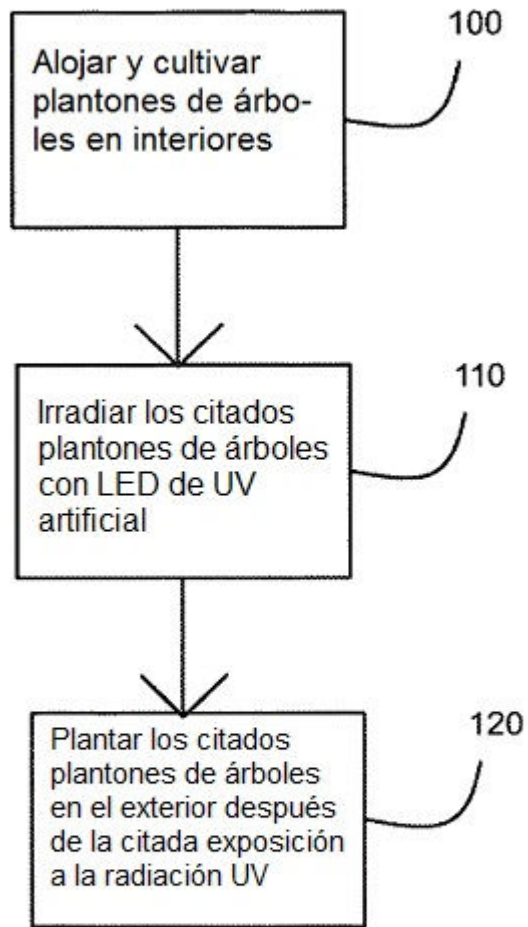 100
Alojar y cultivar
plantones de árbo-
les en interiores
110
Irradiar los citados
plantones de árboles
con LED de UV
artificial
120
Plantar los citados
plantones de árboles
en el exterior después
de la citada exposición
a la radiación UV